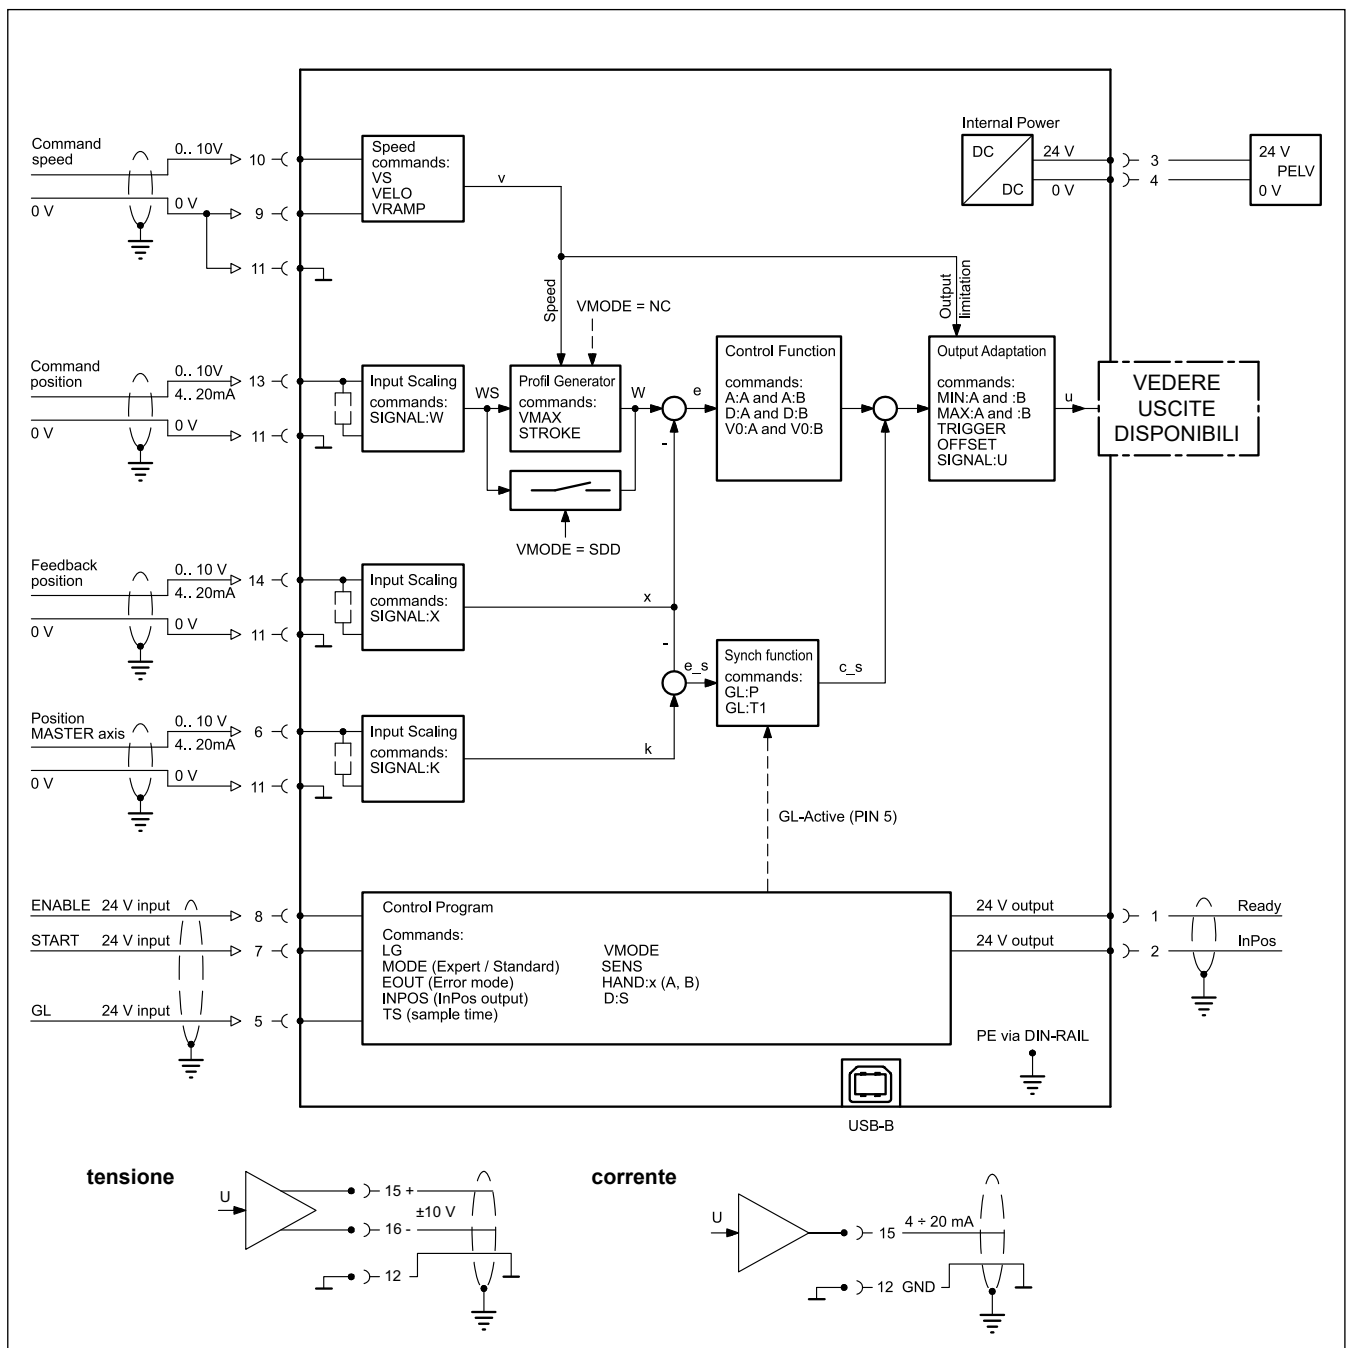 Command
speed
0.. 10V
10
0 V
0 V
9
11
Speed
commands:
VS
VELO
VRAMP
v
Internal Power
DC
DC
24 V
0 V
3
4
24 V
PELV
0 V
Speed
VMODE = NC
Output
limitation
Command
position
0.. 10V
4.. 20mA
13
0 V
0 V
11
Input Scaling
commands:
SIGNAL:W
WS
Profil Generator
commands:
VMAX
STROKE
W
-
e
Control Function
commands:
A:A and A:B
D:A and D:B
V0:A and V0:B
Output Adaptation
commands:
MIN:A and :B
MAX:A and :B
TRIGGER
OFFSET
SIGNAL:U
u
VEDERE
USCITE
DISPONIBILI
VMODE = SDD
Feedback
position
0.. 10 V
4.. 20mA
14
0 V
0 V
11
Input Scaling
commands:
SIGNAL:X
x
-
e_s
Synch function
commands:
GL:P
GL:T1
c_s
Position
MASTER axis
0.. 10 V
4.. 20mA
6
0 V
0 V
11
Input Scaling
commands:
SIGNAL:K
k
GL-Active (PIN 5)
ENABLE 24 V input
8
START 24 V input
7
GL 24 V input
5
Control Program
Commands:
LG
MODE (Expert / Standard)
EOUT (Error mode)
INPOS (InPos output)
TS (sample time)
VMODE
SENS
HAND:x (A, B)
D:S
24 V output
1
Ready
24 V output
2
InPos
PE via DIN-RAIL
USB-B
tensione
U
15 +
±10 V
16 -
12
corrente
U
15
4 ÷ 20 mA
12 GND